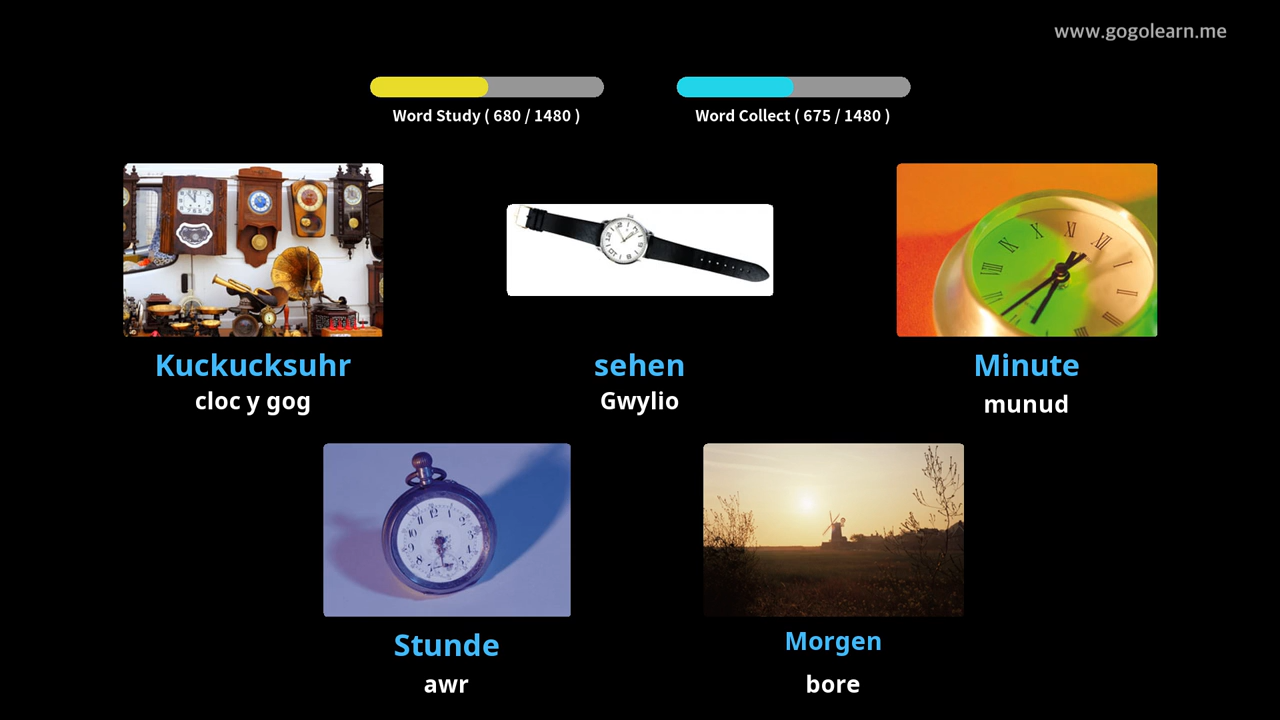 www.gogolearn.me
Word Study ( 680 / 1480 )
Word Collect ( 675 / 1480 )
Kuckucksuhr
cloc y gog
sehen
Gwylio
Minute
munud
Stunde
awr
Morgen
bore